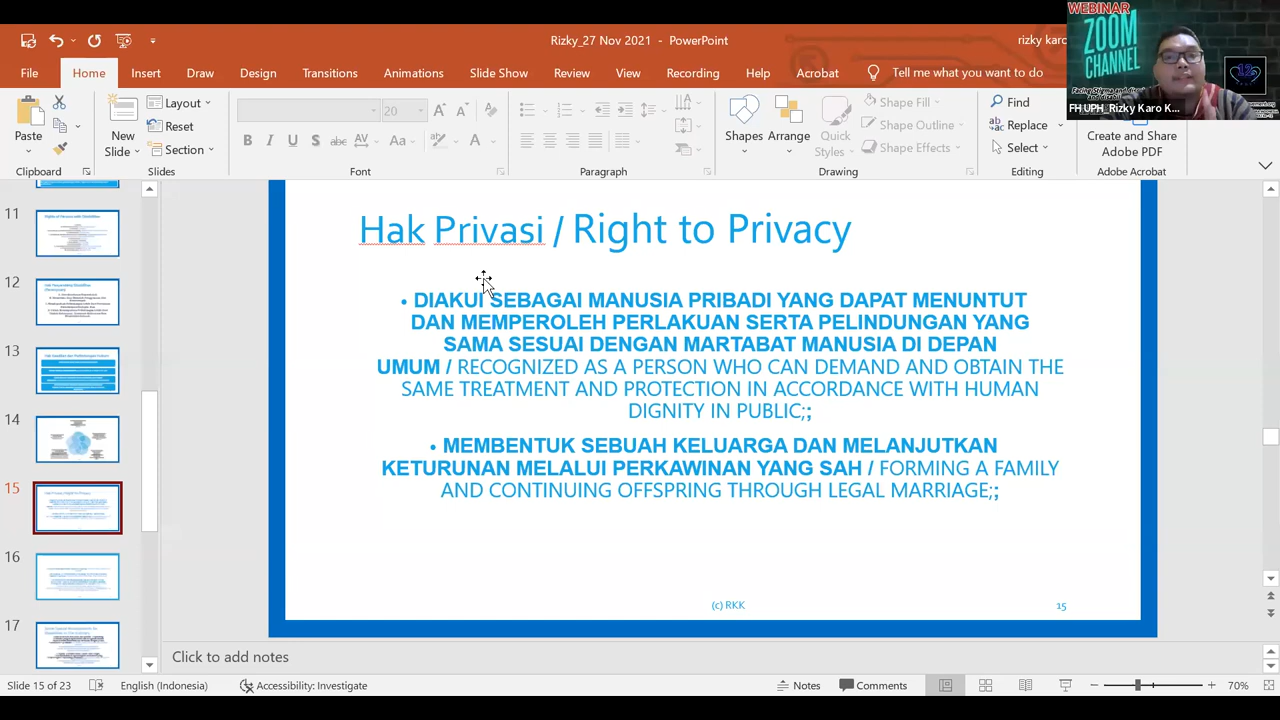 WEBINAR
ZOOM
CHANNEL
FHUPH_Rizky Karo K...
Rizky_27 Nov 2021 - PowerPoint
rizky karo
File Home Insert Draw Design Transitions Animations Slide Show Review View Recording Help Acrobat Tell me what you want to do
Paste
New
Slide
Layout
Reset
Section
20
B I U S abc AV Aa A
Shapes
Arrange
Quick
Styles
Shape Fill
Shape Outline
Shape Effects
Find
Replace
Select
Create and Share
Adobe PDF
Clipboard Slides Font Paragraph Drawing Editing Adobe Acrobat
11
12
13
14
15
16
17
Hak Privasi / Right to Privacy
• DIAKUI SEBAGAI MANUSIA PRIBADI YANG DAPAT MENUNTUT
DAN MEMPEROLEH PERLAKUAN SERTA PELINDUNGAN YANG
SAMA SESUAI DENGAN MARTABAT MANUSIA DI DEPAN
UMUM / RECOGNIZED AS A PERSON WHO CAN DEMAND AND OBTAIN THE
SAME TREATMENT AND PROTECTION IN ACCORDANCE WITH HUMAN
DIGNITY IN PUBLIC;;
• MEMBENTUK SEBUAH KELUARGA DAN MELANJUTKAN
KETURUNAN MELALUI PERKAWINAN YANG SAH / FORMING A FAMILY
AND CONTINUING OFFSPRING THROUGH LEGAL MARRIAGE;;
(c) RKK
15
Click to add notes
Slide 15 of 23 English (Indonesia) Accessibility: Investigate Notes Comments 70%